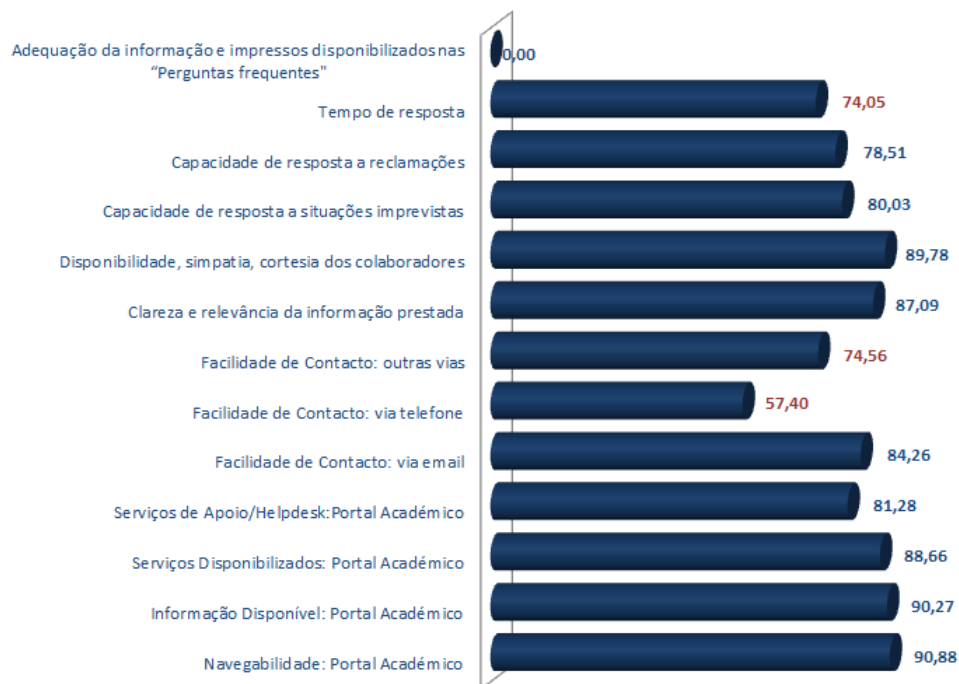 Adequação da informação e impressos disponibilizados nas
“Perguntas frequentes"
0,00
Tempo de resposta
74,05
Capacidade de resposta a reclamações
78,51
Capacidade de resposta a situações imprevistas
80,03
Disponibilidade, simpatia, cortesia dos colaboradores
89,78
Clareza e relevância da informação prestada
87,09
Facilidade de Contacto: outras vias
74,56
Facilidade de Contacto: via telefone
57,40
Facilidade de Contacto: via email
84,26
Serviços de Apoio/Helpdesk:Portal Académico
81,28
Serviços Disponibilizados: Portal Académico
88,66
Informação Disponível: Portal Académico
90,27
Navegabilidade: Portal Académico
90,88